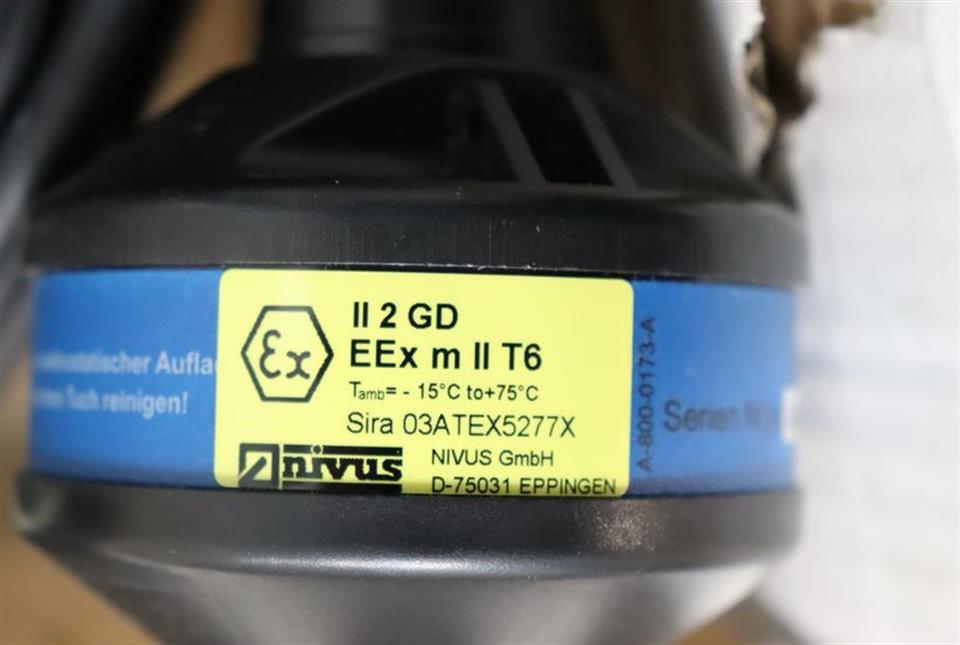 Ex
II 2 GD
EEx m II T6
Tamb= - 15°C to+75°C
Sira 03ATEX5277X
nivus
NIVUS GmbH
D-75031 EPPINGEN
Tuch reinigen!
A-800-0173-A
Serien